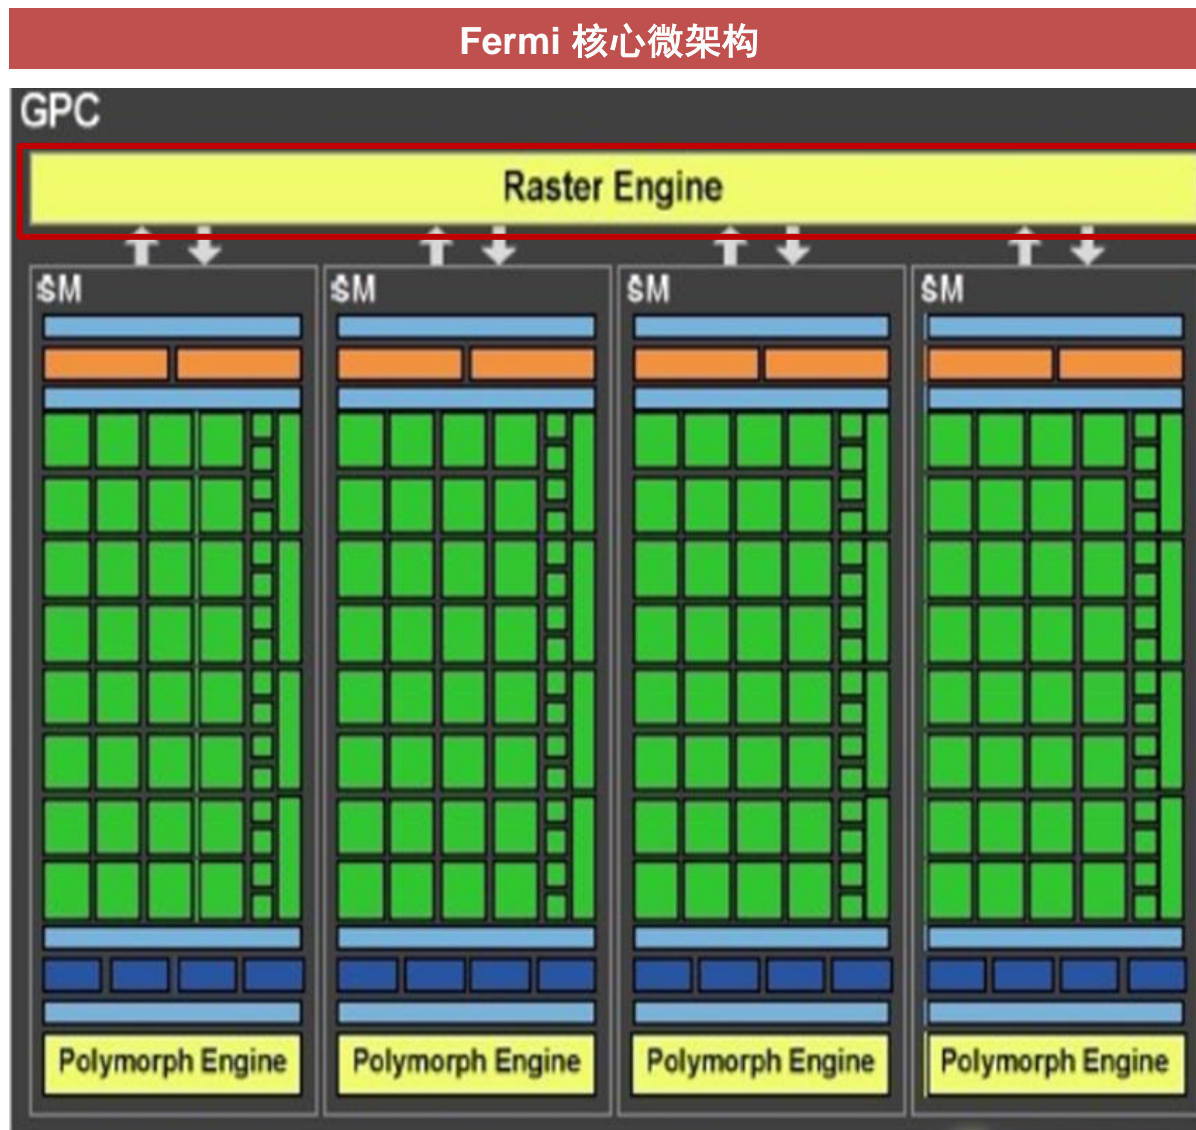 Fermi 核心微架构
GPC
Raster Engine
SM SM SM SM
Polymorph Engine Polymorph Engine Polymorph Engine Polymorph Engine